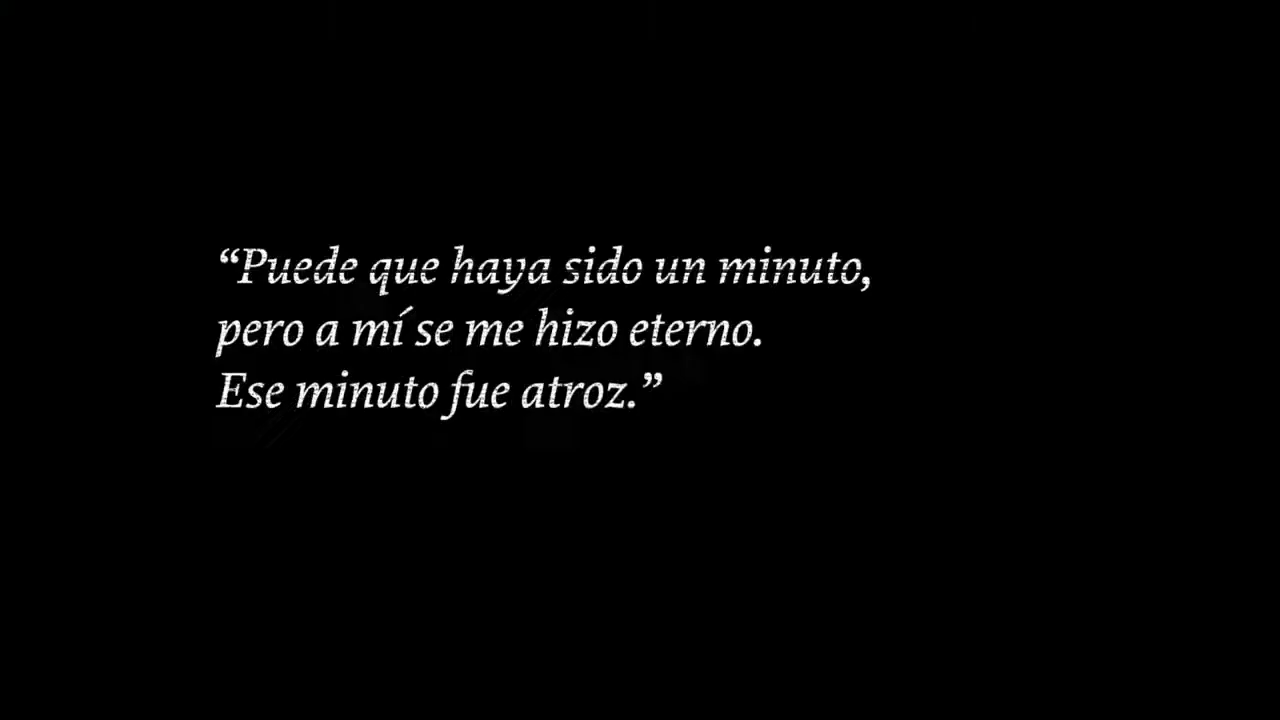 “Puede que haya sido un minuto,
pero a mí se me hizo eterno.
Ese minuto fue atroz.”